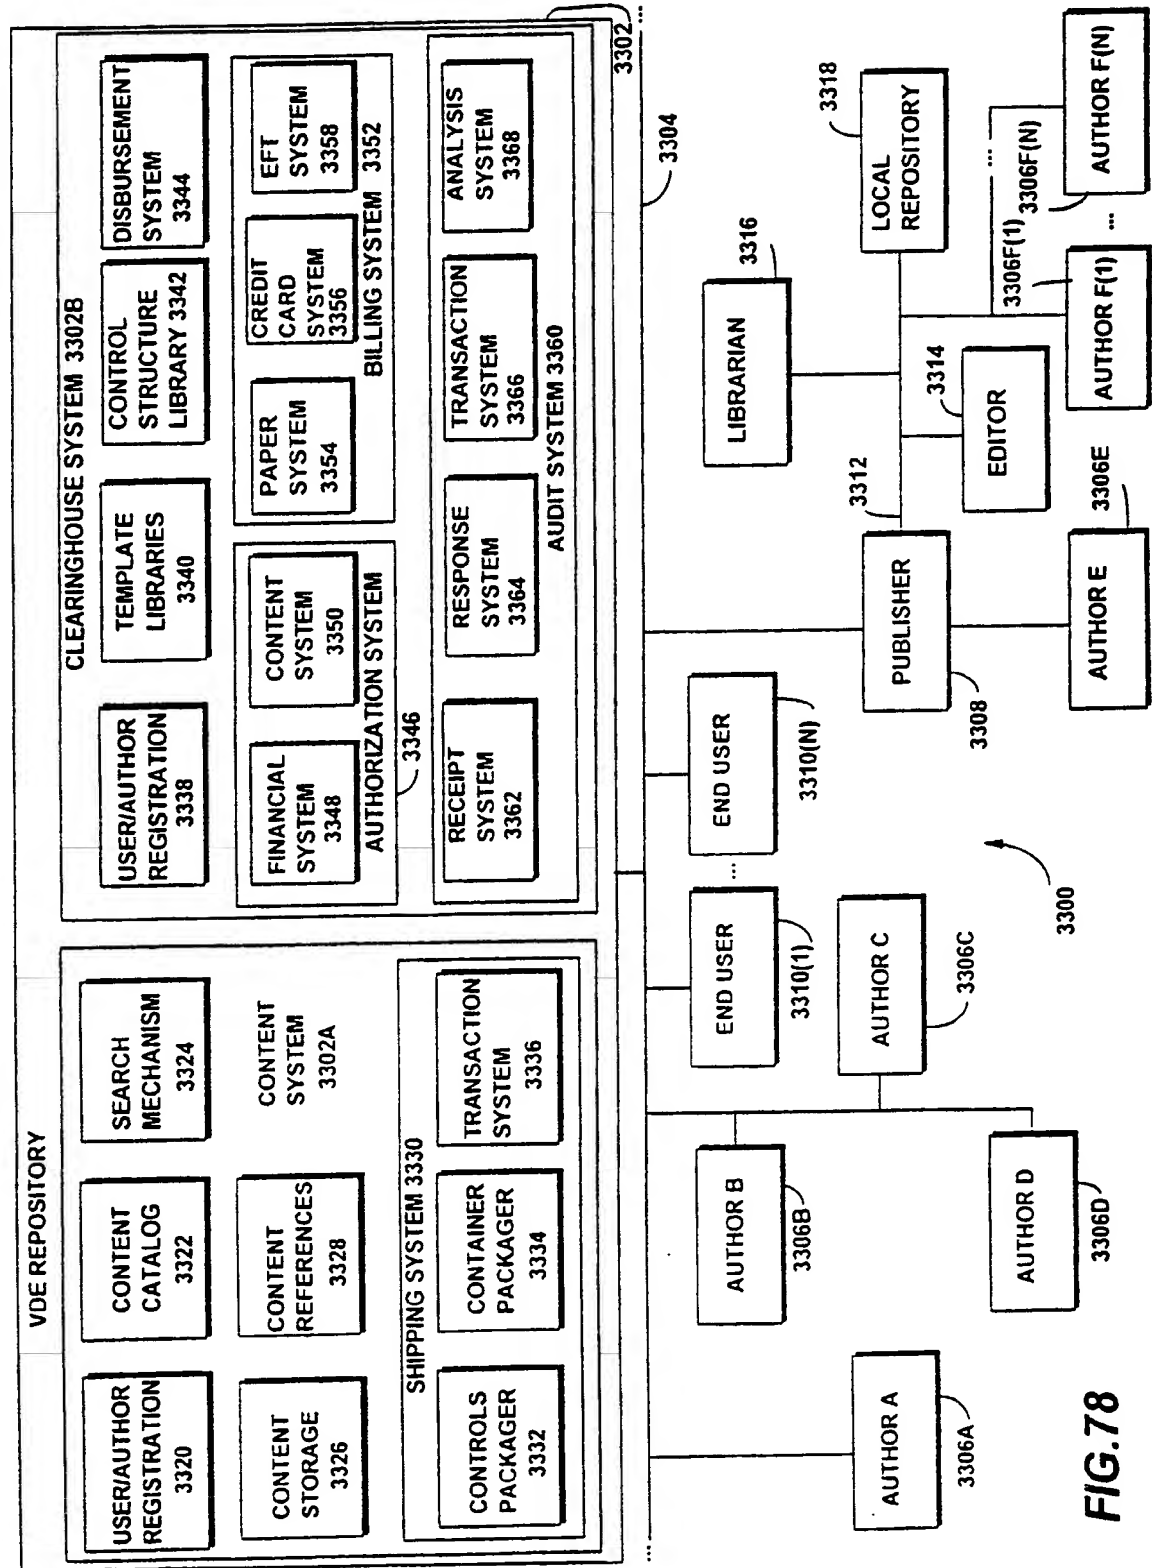 VDE REPOSITORY
3302
USER/AUTHOR
REGISTRATION
3320
CONTENT
CATALOG
3322
SEARCH
MECHANISM
3324
CONTENT
STORAGE
3326
CONTENT
REFERENCES
3328
CONTENT
SYSTEM
3302A
SHIPPING SYSTEM 3330
CONTROLS
PACKAGER
3332
CONTAINER
PACKAGER
3334
TRANSACTION
SYSTEM
3336
CLEARINGHOUSE SYSTEM 3302B
USER/AUTHOR
REGISTRATION
3338
TEMPLATE
LIBRARIES
3340
CONTROL
STRUCTURE
LIBRARY 3342
DISBURSEMENT
SYSTEM
3344
FINANCIAL
SYSTEM
3348
CONTENT
SYSTEM
3350
AUTHORIZATION SYSTEM
3346
PAPER
SYSTEM
3354
CREDIT
CARD
SYSTEM
3356
EFT
SYSTEM
3358
BILLING SYSTEM 3352
RECEIPT
SYSTEM
3362
RESPONSE
SYSTEM
3364
TRANSACTION
SYSTEM
3366
ANALYSIS
SYSTEM
3368
AUDIT SYSTEM 3360
...
...
3304
AUTHOR A
3306A
AUTHOR B
3306B
AUTHOR C
3306C
AUTHOR D
3306D
END USER
3310(1)
...
END USER
3310(N)
PUBLISHER
3308
3312
AUTHOR E
3306E
LIBRARIAN
3316
EDITOR
3314
LOCAL
REPOSITORY
3318
...
3306F(1)
3306F(N)
AUTHOR F(1)
...
AUTHOR F(N)
3300
FIG.78